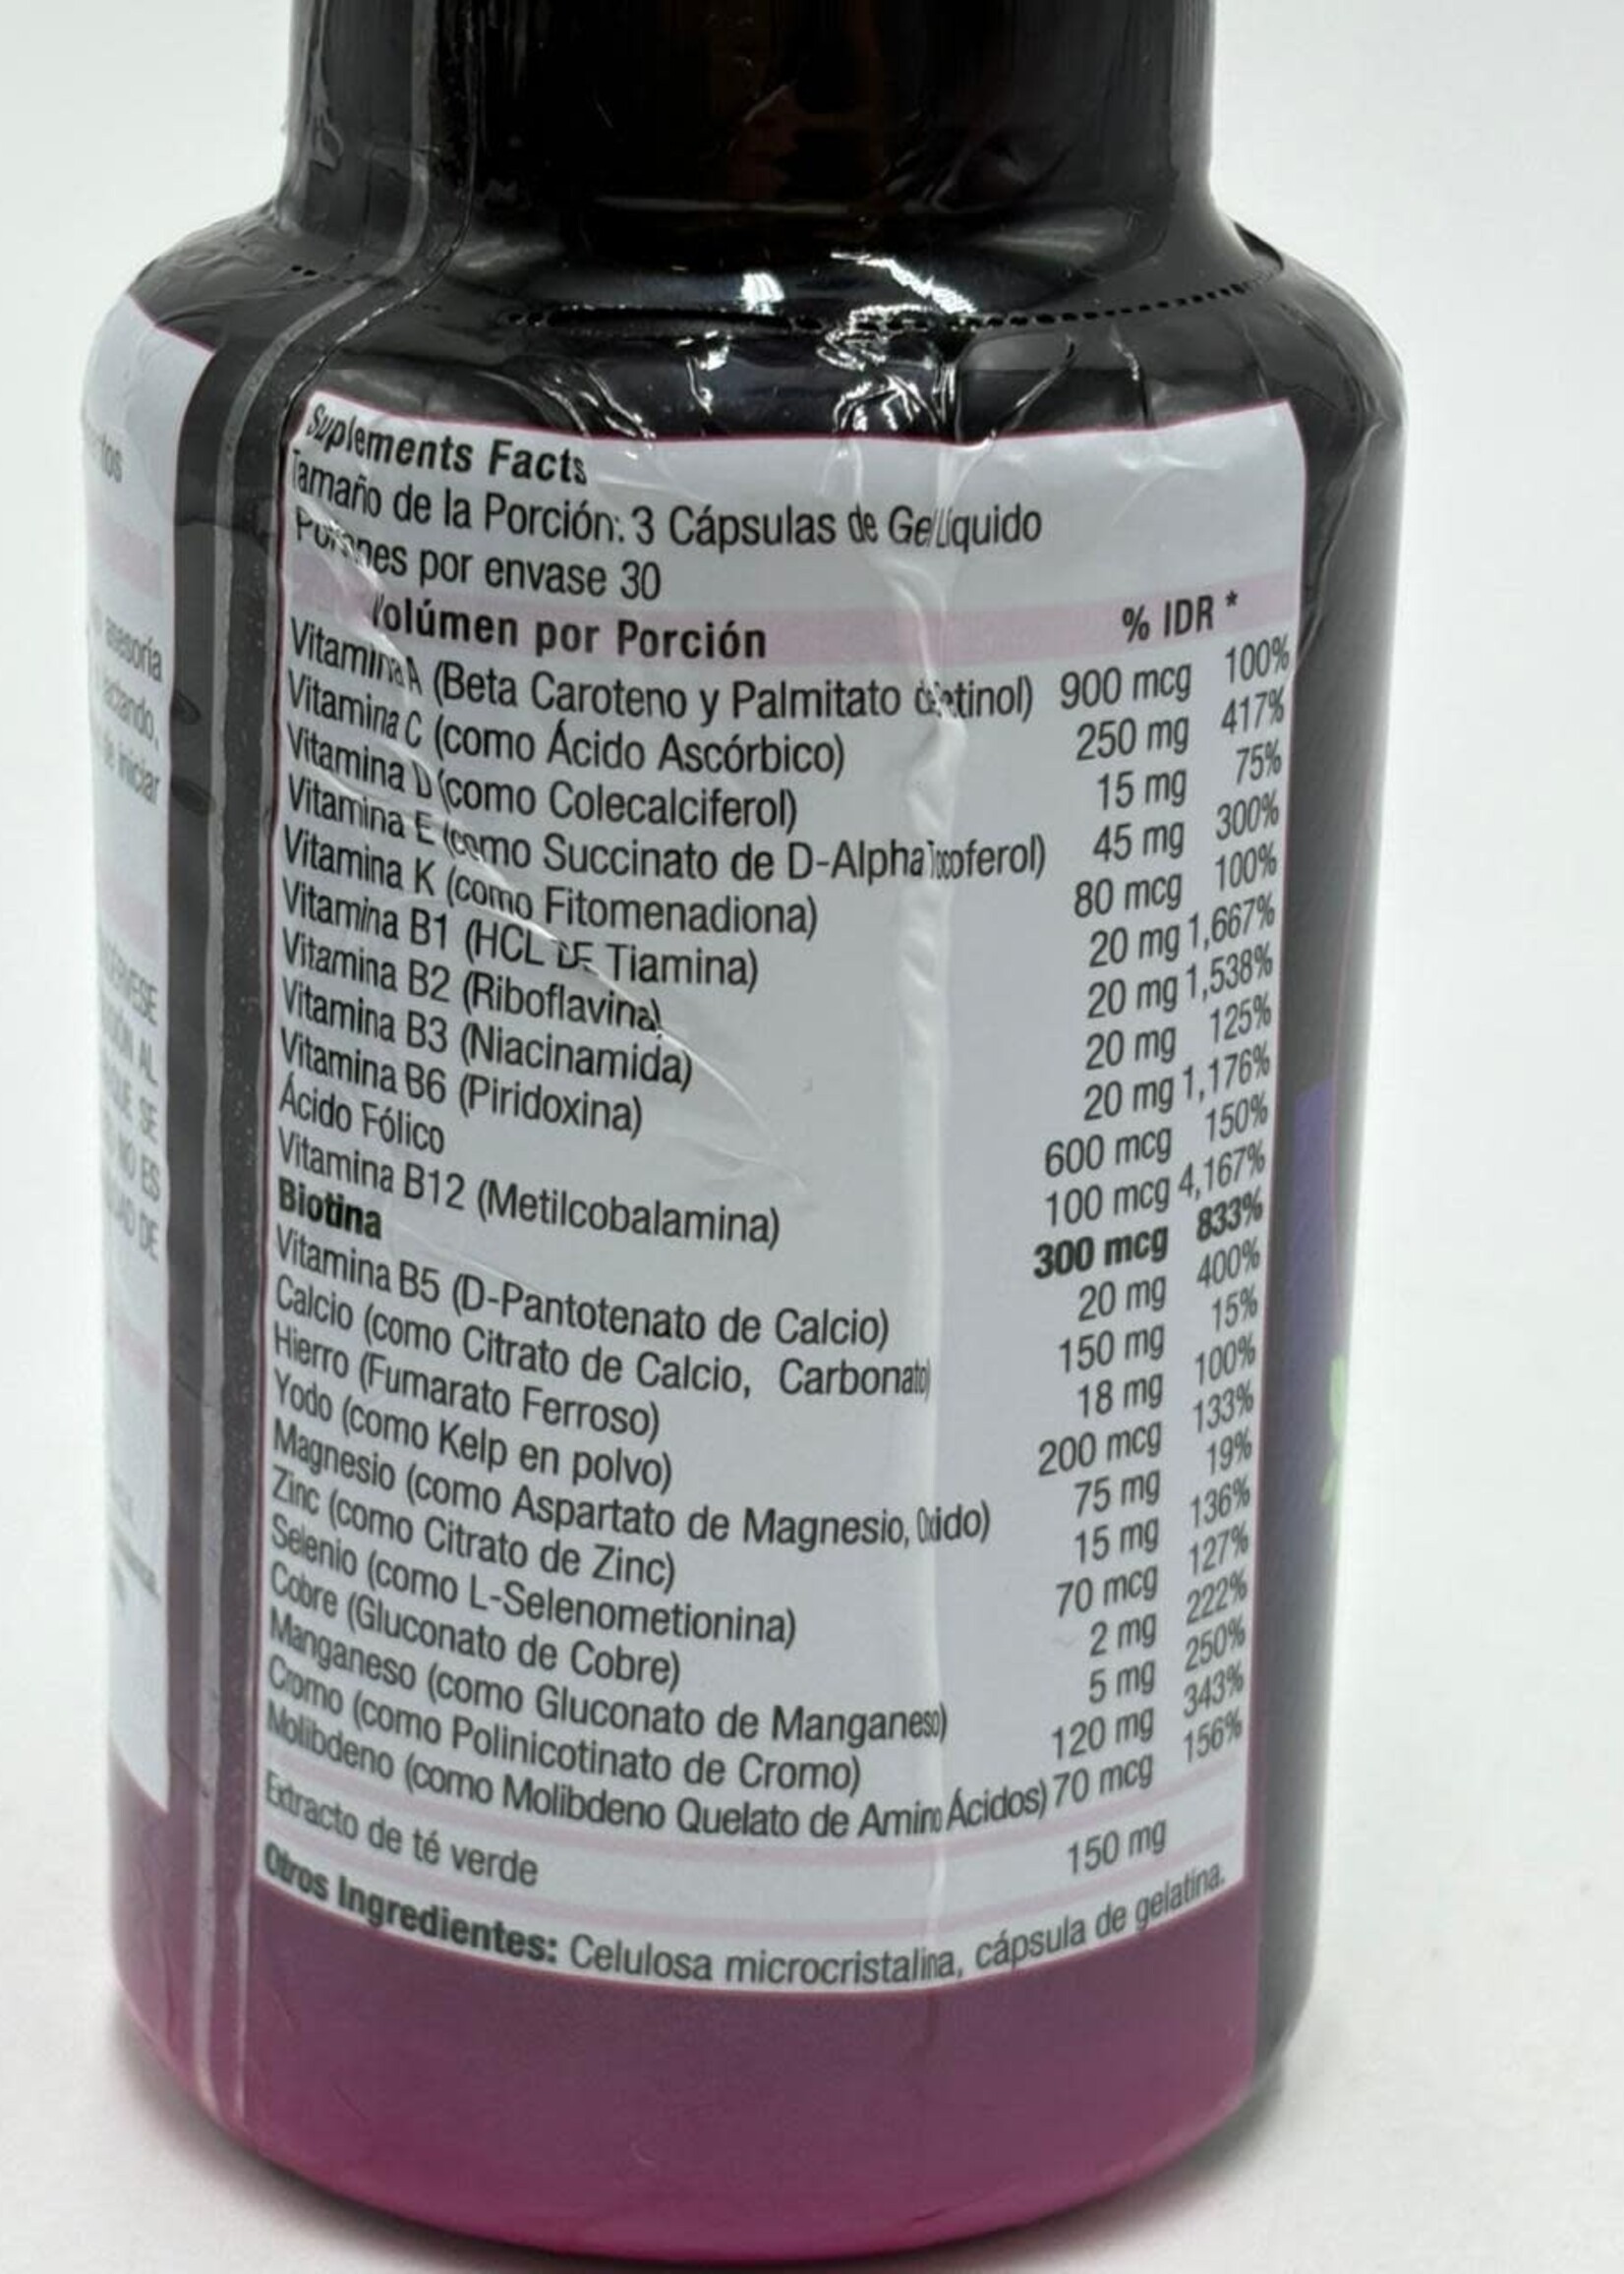 Suplements Facts
Tamaño de la Porción: 3 Cápsulas de Gel Líquido
por envase 30
Volúmen por Porción % IDR *
Vitamina A (Beta Caroteno y Palmitato de Retinol) 900 mcg 100%
Vitamina C (como Ácido Ascórbico) 250 mg 417%
Vitamina D (como Colecalciferol) 15 mg 75%
Vitamina E (como Succinato de D-Alpha Tocoferol) 45 mg 300%
Vitamina K (como Fitomenadiona) 80 mcg 100%
Vitamina B1 (HCL DE Tiamina) 20 mg 1,667%
Vitamina B2 (Riboflavina) 20 mg 1,538%
Vitamina B3 (Niacinamida) 20 mg 125%
Vitamina B6 (Piridoxina) 20 mg 1,176%
Ácido Fólico 600 mcg 150%
Vitamina B12 (Metilcobalamina) 100 mcg 4,167%
Biotina 300 mcg 833%
Vitamina B5 (D-Pantotenato de Calcio) 20 mg 400%
Calcio (como Citrato de Calcio, Carbonato) 150 mg 15%
Hierro (Fumarato Ferroso) 18 mg 100%
Yodo (como Kelp en polvo) 200 mcg 133%
Magnesio (como Aspartato de Magnesio, Oxido) 75 mg 19%
Zinc (como Citrato de Zinc) 15 mg 136%
Selenio (como L-Selenometionina) 70 mcg 127%
Cobre (Gluconato de Cobre) 2 mg 222%
Manganeso (como Gluconato de Manganeso) 5 mg 250%
Cromo (como Polinicotinato de Cromo) 120 mg 343%
Molibdeno (como Molibdeno Quelato de Amino Ácidos) 70 mcg 156%
Extracto de té verde 150 mg
Otros Ingredientes: Celulosa microcristalina, cápsula de gelatina.
asesoría
iniciar
AL
SE
NO ES
DE